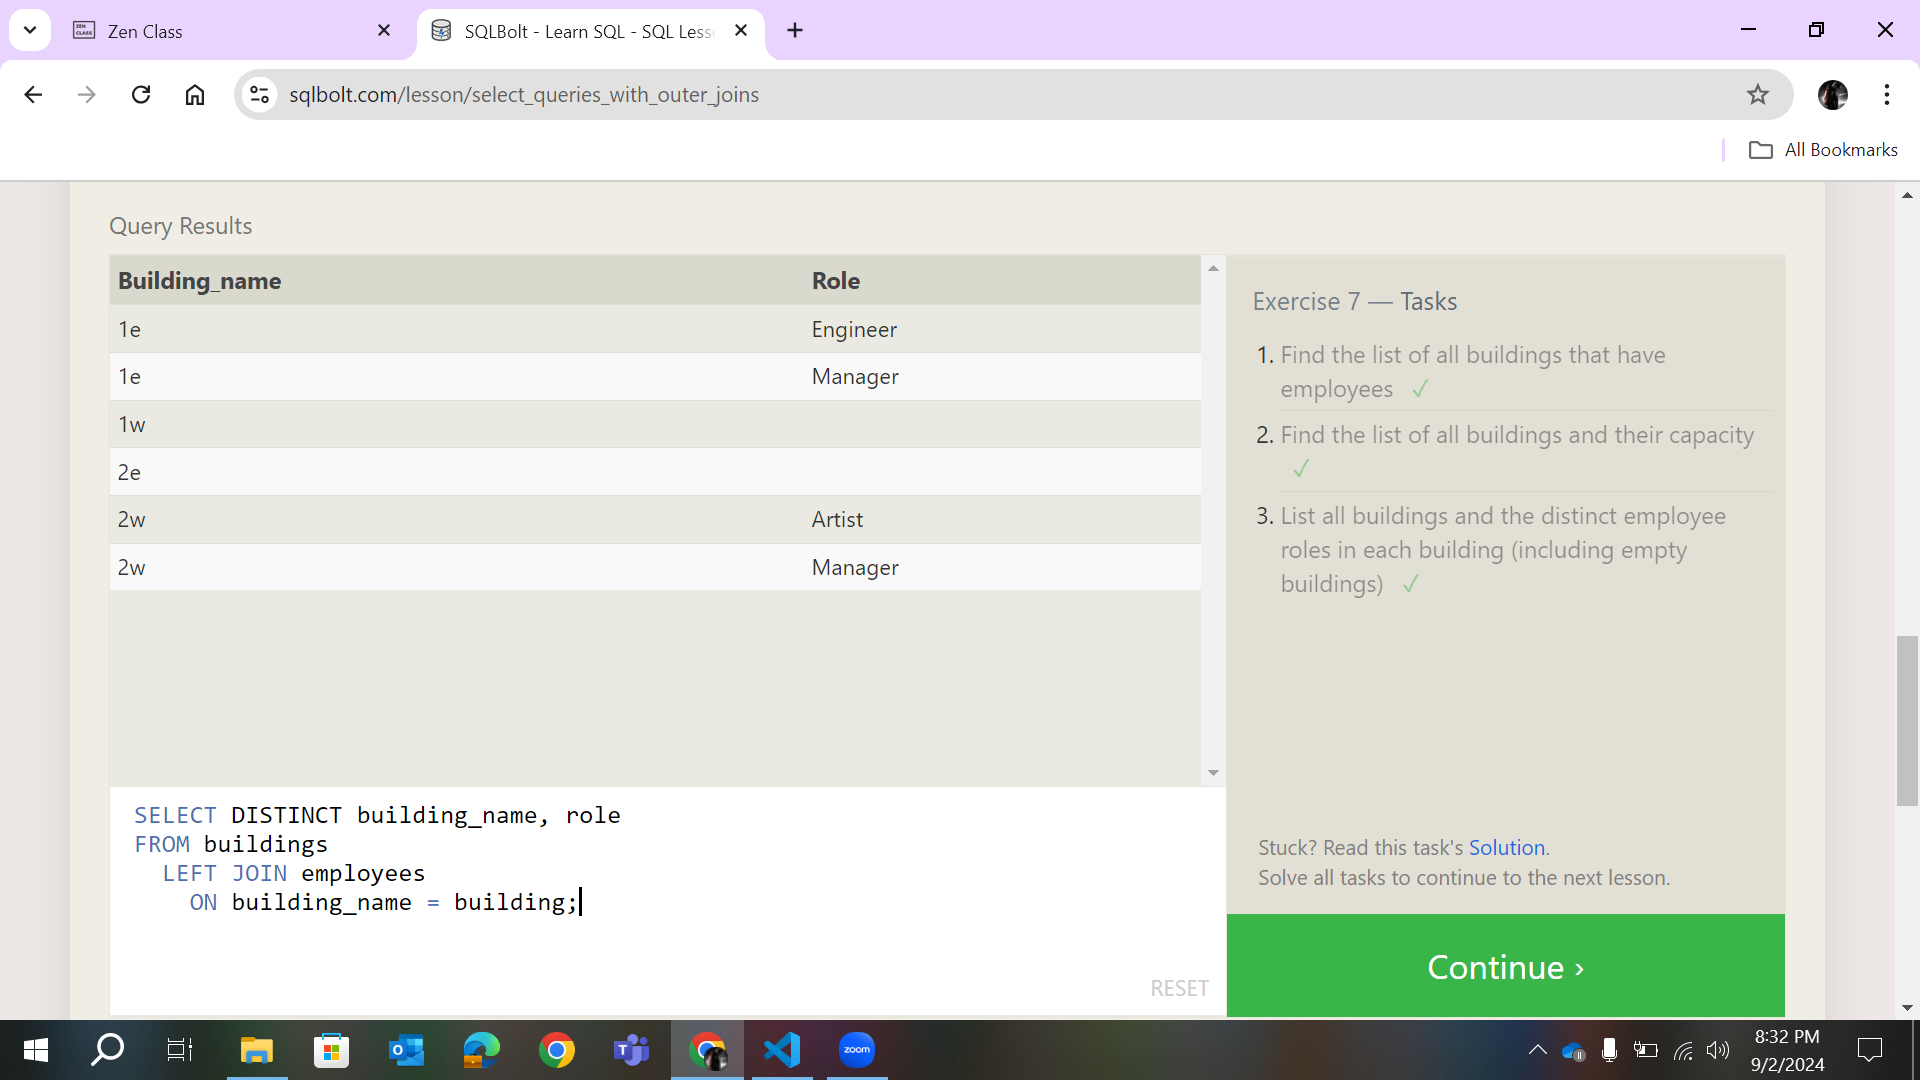 Zen Class
SQLBolt - Learn SQL - SQL Less
sqlbolt.com/lesson/select_queries_with_outer_joins
All Bookmarks
Query Results
Building_name Role
1e Engineer
1e Manager
1w
2e
2w Artist
2w Manager
SELECT DISTINCT building_name, role
FROM buildings
LEFT JOIN employees
ON building_name = building;
RESET
Exercise 7 — Tasks
1. Find the list of all buildings that have
employees ✓
2. Find the list of all buildings and their capacity
✓
3. List all buildings and the distinct employee
roles in each building (including empty
buildings) ✓
Stuck? Read this task's Solution.
Solve all tasks to continue to the next lesson.
Continue ›
zoom
8:32 PM
9/2/2024